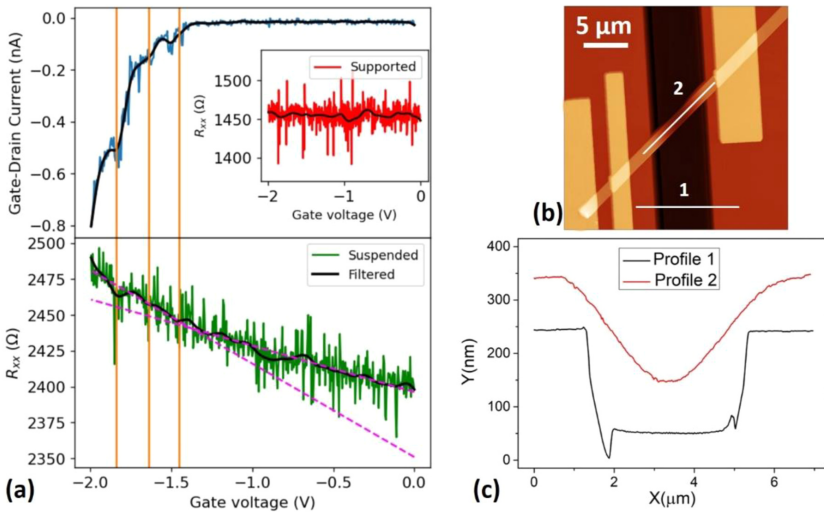 Gate-Drain Current (nA)
0.0
−0.2
−0.4
−0.6
−0.8
Supported
R_xx (Ω)
1500
1450
1400
−2 −1 0
Gate voltage (V)
R_xx (Ω)
2500
2475
2450
2425
2400
2375
2350
Suspended
Filtered
−2.0 −1.5 −1.0 −0.5 0.0
Gate voltage (V)
(a)
5 μm
2
1
(b)
Y(nm)
400
300
200
100
0
Profile 1
Profile 2
0 2 4 6
X(μm)
(c)